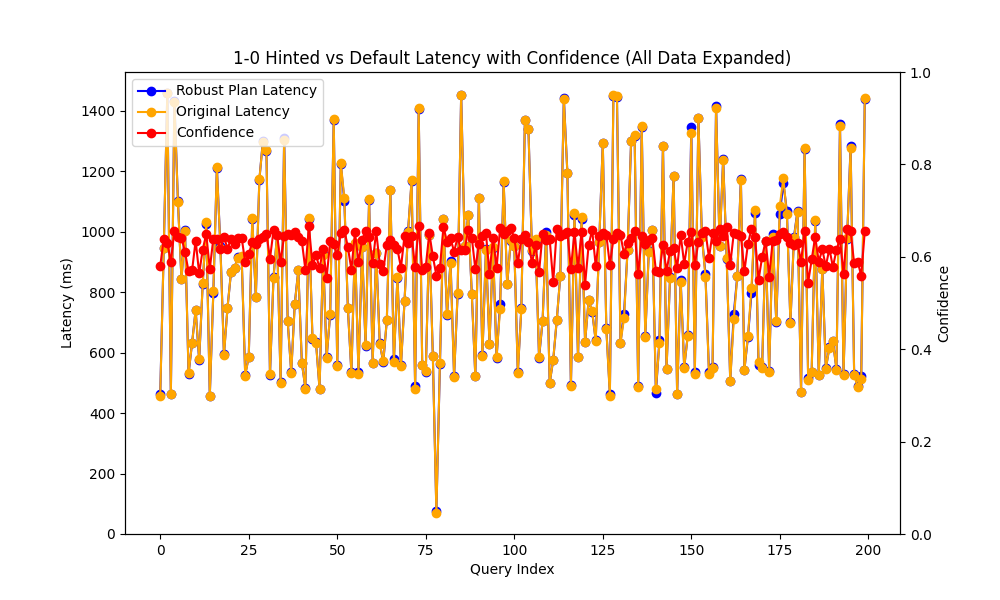 1-0 Hinted vs Default Latency with Confidence (All Data Expanded)
Robust Plan Latency
Original Latency
Confidence
Latency (ms)
1400
1200
1000
800
600
400
200
0
1.0
0.8
0.6
0.4
0.2
0.0
Confidence
0 25 50 75 100 125 150 175 200
Query Index